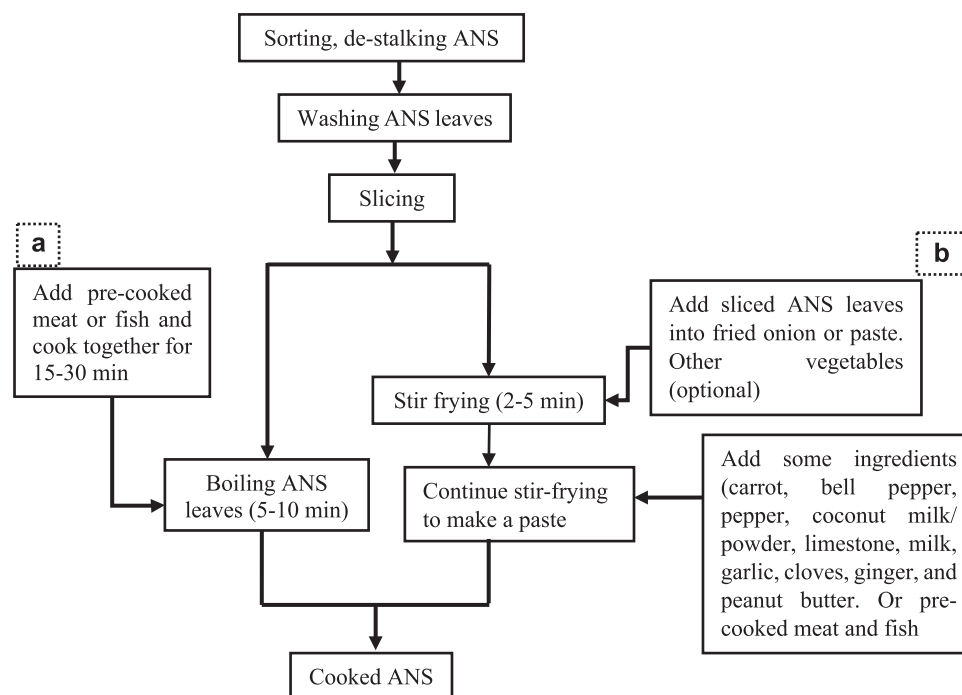 Sorting, de-stalking ANS
Washing ANS leaves
Slicing
a
Add pre-cooked
meat or fish and
cook together for
15-30 min
b
Add sliced ANS leaves
into fried onion or paste.
Other vegetables
(optional)
Stir frying (2-5 min)
Boiling ANS
leaves (5-10 min)
Continue stir-frying
to make a paste
Add some ingredients
(carrot, bell pepper,
pepper, coconut milk/
powder, limestone, milk,
garlic, cloves, ginger, and
peanut butter. Or pre-
cooked meat and fish
Cooked ANS